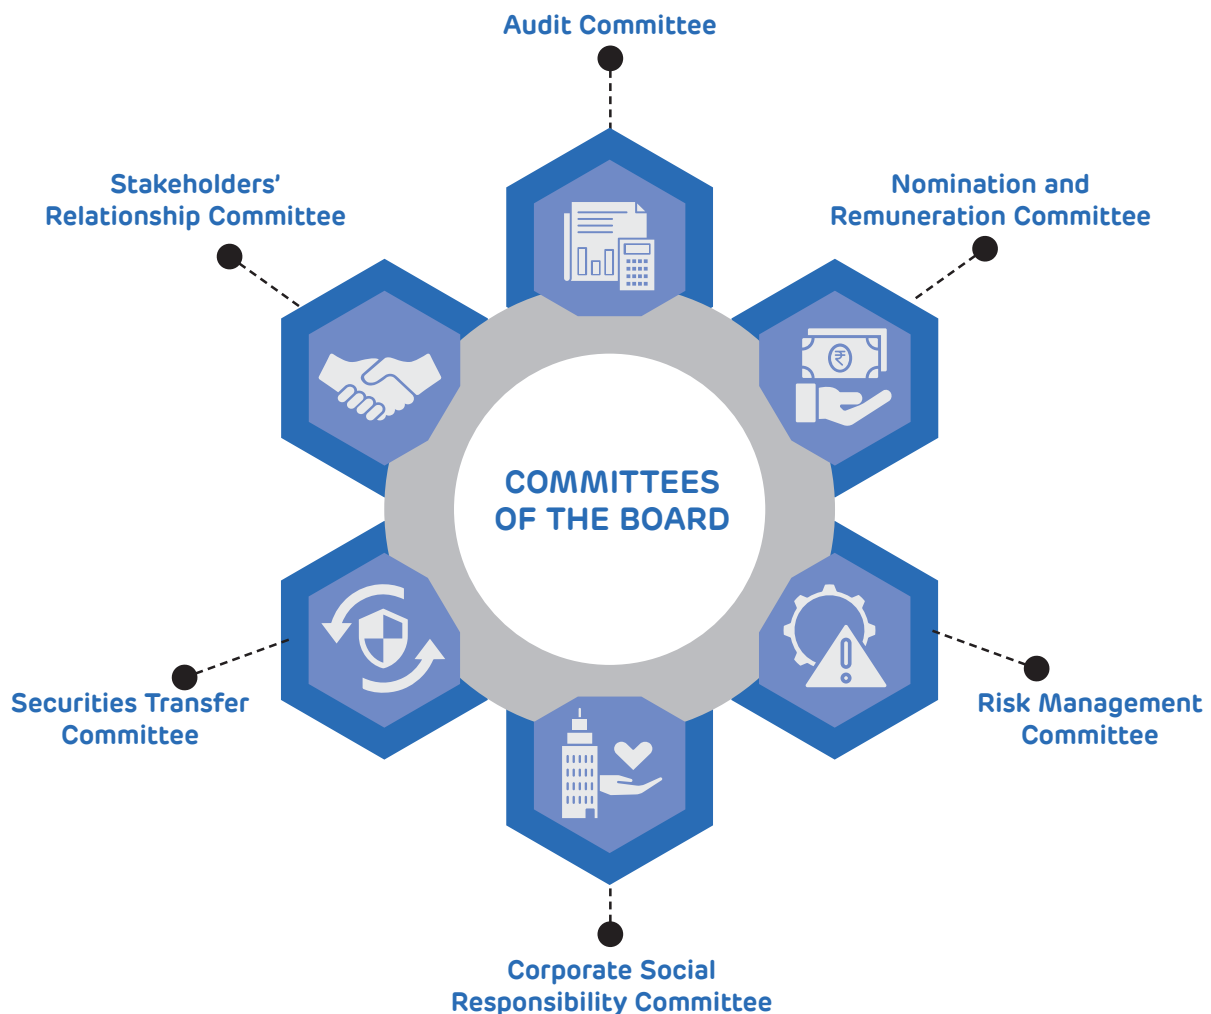 Audit Committee
Stakeholders'
Relationship Committee
Nomination and
Remuneration Committee
₹
COMMITTEES
OF THE BOARD
Securities Transfer
Committee
Risk Management
Committee
Corporate Social
Responsibility Committee